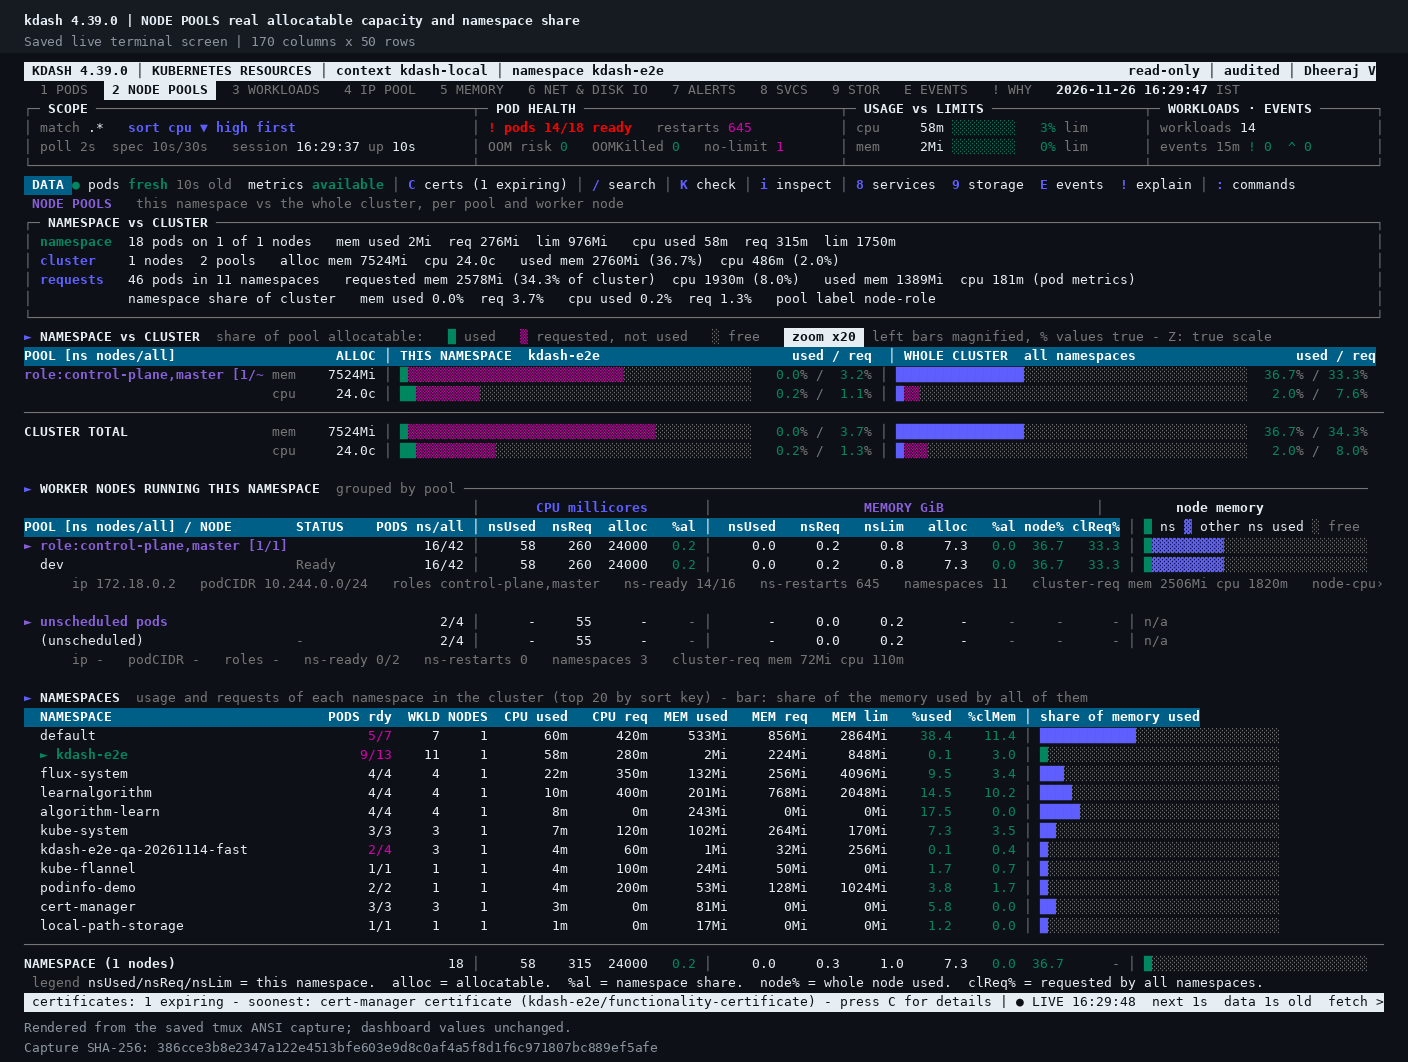 kdash 4.39.0 | NODE POOLS real allocatable capacity and namespace share
Saved live terminal screen | 170 columns x 50 rows
KDASH 4.39.0 │ KUBERNETES RESOURCES │ context kdash-local │ namespace kdash-e2e read-only │ audited │ Dheeraj V
1 PODS 2 NODE POOLS 3 WORKLOADS 4 IP POOL 5 MEMORY 6 NET & DISK IO 7 ALERTS 8 SVCS 9 STOR E EVENTS ! WHY 2026-11-26 16:29:47 IST
SCOPE POD HEALTH USAGE vs LIMITS WORKLOADS · EVENTS
match .* sort cpu ▼ high first │ ! pods 14/18 ready restarts 645 │ cpu 58m 3% lim │ workloads 14
poll 2s spec 10s/30s session 16:29:37 up 10s │ OOM risk 0 OOMKilled 0 no-limit 1 │ mem 2Mi 0% lim │ events 15m ! 0 ^ 0
DATA ● pods fresh 10s old metrics available │ C certs (1 expiring) │ / search │ K check │ i inspect │ 8 services 9 storage E events ! explain │ : commands
NODE POOLS this namespace vs the whole cluster, per pool and worker node
NAMESPACE vs CLUSTER
namespace 18 pods on 1 of 1 nodes mem used 2Mi req 276Mi lim 976Mi cpu used 58m req 315m lim 1750m
cluster 1 nodes 2 pools alloc mem 7524Mi cpu 24.0c used mem 2760Mi (36.7%) cpu 486m (2.0%)
requests 46 pods in 11 namespaces requested mem 2578Mi (34.3% of cluster) cpu 1930m (8.0%) used mem 1389Mi cpu 181m (pod metrics)
namespace share of cluster mem used 0.0% req 3.7% cpu used 0.2% req 1.3% pool label node-role
► NAMESPACE vs CLUSTER share of pool allocatable: █ used ▒ requested, not used ░ free zoom x20 left bars magnified, % values true - Z: true scale
POOL [ns nodes/all] ALLOC │ THIS NAMESPACE kdash-e2e used / req │ WHOLE CLUSTER all namespaces used / req
role:control-plane,master [1/~ mem 7524Mi │ 0.0% / 3.2% │ 36.7% / 33.3%
cpu 24.0c │ 0.2% / 1.1% │ 2.0% / 7.6%
CLUSTER TOTAL mem 7524Mi │ 0.0% / 3.7% │ 36.7% / 34.3%
cpu 24.0c │ 0.2% / 1.3% │ 2.0% / 8.0%
► WORKER NODES RUNNING THIS NAMESPACE grouped by pool
│ CPU millicores │ MEMORY GiB │ node memory
POOL [ns nodes/all] / NODE STATUS PODS ns/all │ nsUsed nsReq alloc %al │ nsUsed nsReq nsLim alloc %al node% clReq% │ █ ns ▓ other ns used ░ free
► role:control-plane,master [1/1] 16/42 │ 58 260 24000 0.2 │ 0.0 0.2 0.8 7.3 0.0 36.7 33.3 │
dev Ready 16/42 │ 58 260 24000 0.2 │ 0.0 0.2 0.8 7.3 0.0 36.7 33.3 │
ip 172.18.0.2 podCIDR 10.244.0.0/24 roles control-plane,master ns-ready 14/16 ns-restarts 645 namespaces 11 cluster-req mem 2506Mi cpu 1820m node-cpu›
► unscheduled pods 2/4 │ - 55 - - │ - 0.0 0.2 - - - - │ n/a
(unscheduled) - 2/4 │ - 55 - - │ - 0.0 0.2 - - - - │ n/a
ip - podCIDR - roles - ns-ready 0/2 ns-restarts 0 namespaces 3 cluster-req mem 72Mi cpu 110m
► NAMESPACES usage and requests of each namespace in the cluster (top 20 by sort key) - bar: share of the memory used by all of them
NAMESPACE PODS rdy WKLD NODES CPU used CPU req MEM used MEM req MEM lim %used %clMem │ share of memory used
default 5/7 7 1 60m 420m 533Mi 856Mi 2864Mi 38.4 11.4 │
► kdash-e2e 9/13 11 1 58m 280m 2Mi 224Mi 848Mi 0.1 3.0 │
flux-system 4/4 4 1 22m 350m 132Mi 256Mi 4096Mi 9.5 3.4 │
learnalgorithm 4/4 4 1 10m 400m 201Mi 768Mi 2048Mi 14.5 10.2 │
algorithm-learn 4/4 4 1 8m 0m 243Mi 0Mi 0Mi 17.5 0.0 │
kube-system 3/3 3 1 7m 120m 102Mi 264Mi 170Mi 7.3 3.5 │
kdash-e2e-qa-20261114-fast 2/4 3 1 4m 60m 1Mi 32Mi 256Mi 0.1 0.4 │
kube-flannel 1/1 1 1 4m 100m 24Mi 50Mi 0Mi 1.7 0.7 │
podinfo-demo 2/2 1 1 4m 200m 53Mi 128Mi 1024Mi 3.8 1.7 │
cert-manager 3/3 3 1 3m 0m 81Mi 0Mi 0Mi 5.8 0.0 │
local-path-storage 1/1 1 1 1m 0m 17Mi 0Mi 0Mi 1.2 0.0 │
NAMESPACE (1 nodes) 18 │ 58 315 24000 0.2 │ 0.0 0.3 1.0 7.3 0.0 36.7 - │
legend nsUsed/nsReq/nsLim = this namespace. alloc = allocatable. %al = namespace share. node% = whole node used. clReq% = requested by all namespaces.
certificates: 1 expiring - soonest: cert-manager certificate (kdash-e2e/functionality-certificate) - press C for details | ● LIVE 16:29:48 next 1s data 1s old fetch >
Rendered from the saved tmux ANSI capture; dashboard values unchanged.
Capture SHA-256: 386cce3b8e2347a122e4513bfe603e9d8c0af4a5f8d1f6c971807bc889ef5afe